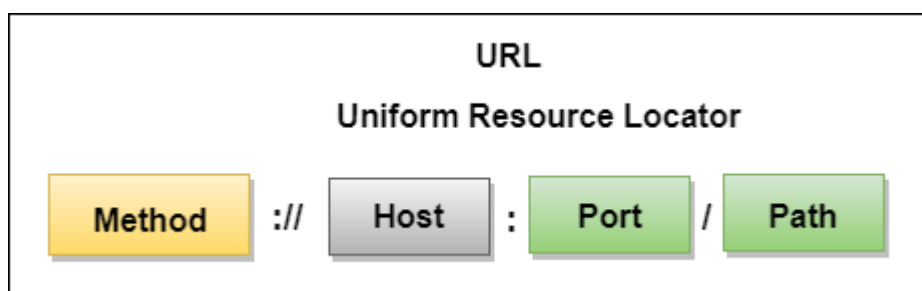 URL
Uniform Resource Locator
Method :// Host : Port / Path